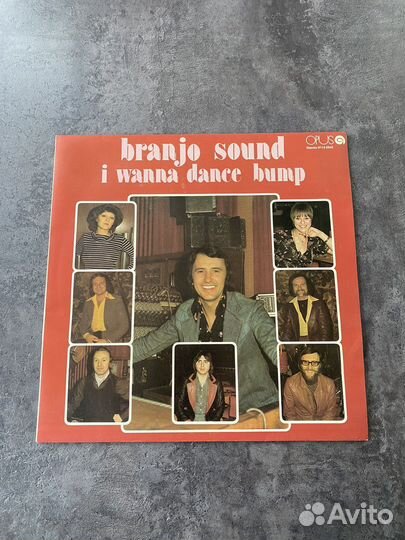 OPUS
branjo sound
i wanna dance bump
Avito